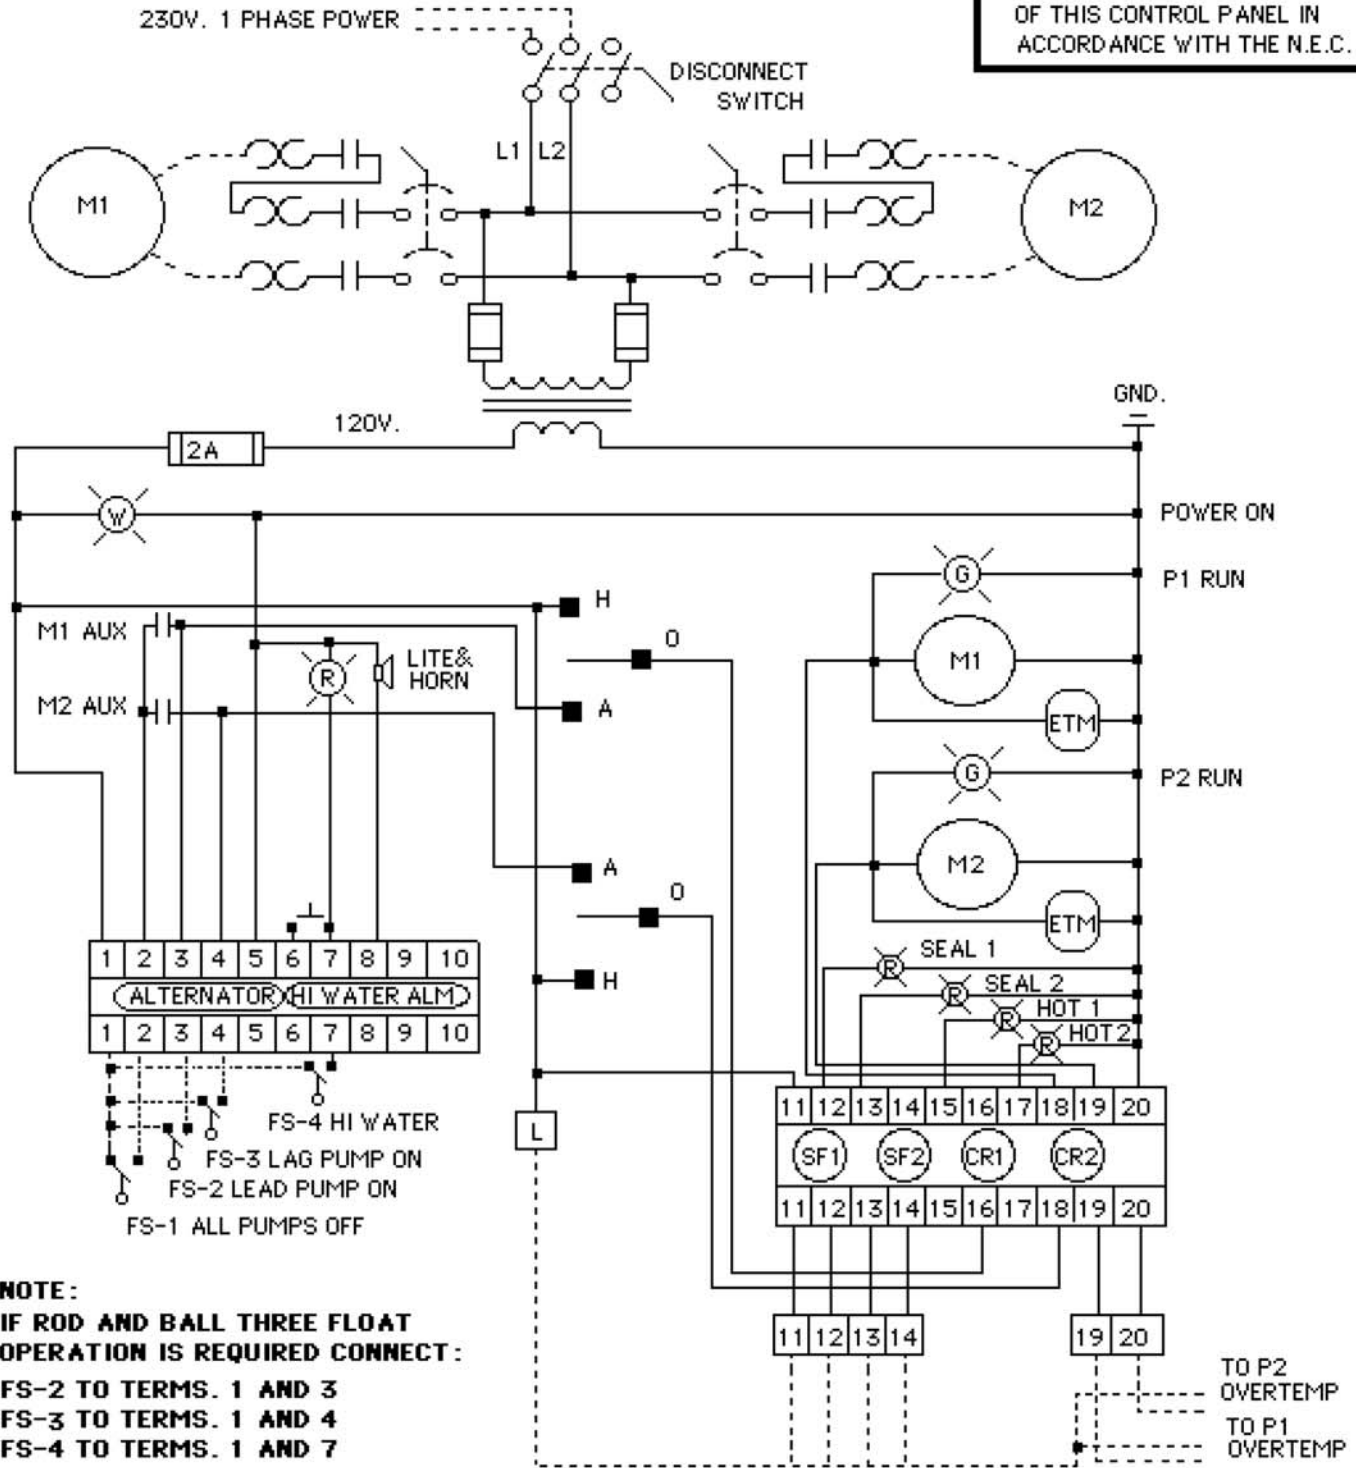 OF THIS CONTROL PANEL IN
ACCORDANCE WITH THE N.E.C.
230V. 1 PHASE POWER
DISCONNECT
SWITCH
L1 L2
M1
M2
GND.
120V.
2A
W
POWER ON
G
P1 RUN
H
M1 AUX
O
LITE&
HORN
R
M1
M2 AUX
A
ETM
G
P2 RUN
A
M2
O
ETM
SEAL 1
R
1 2 3 4 5 6 7 8 9 10
H
SEAL 2
R
ALTERNATOR HI WATER ALM
HOT 1
R
1 2 3 4 5 6 7 8 9 10
HOT 2
R
FS-4 HI WATER
L
11 12 13 14 15 16 17 18 19 20
FS-3 LAG PUMP ON
SF1 SF2 CR1 CR2
FS-2 LEAD PUMP ON
11 12 13 14 15 16 17 18 19 20
FS-1 ALL PUMPS OFF
NOTE:
IF ROD AND BALL THREE FLOAT
OPERATION IS REQUIRED CONNECT:
FS-2 TO TERMS. 1 AND 3
FS-3 TO TERMS. 1 AND 4
FS-4 TO TERMS. 1 AND 7
11 12 13 14
19 20
TO P2
OVERTEMP
TO P1
OVERTEMP